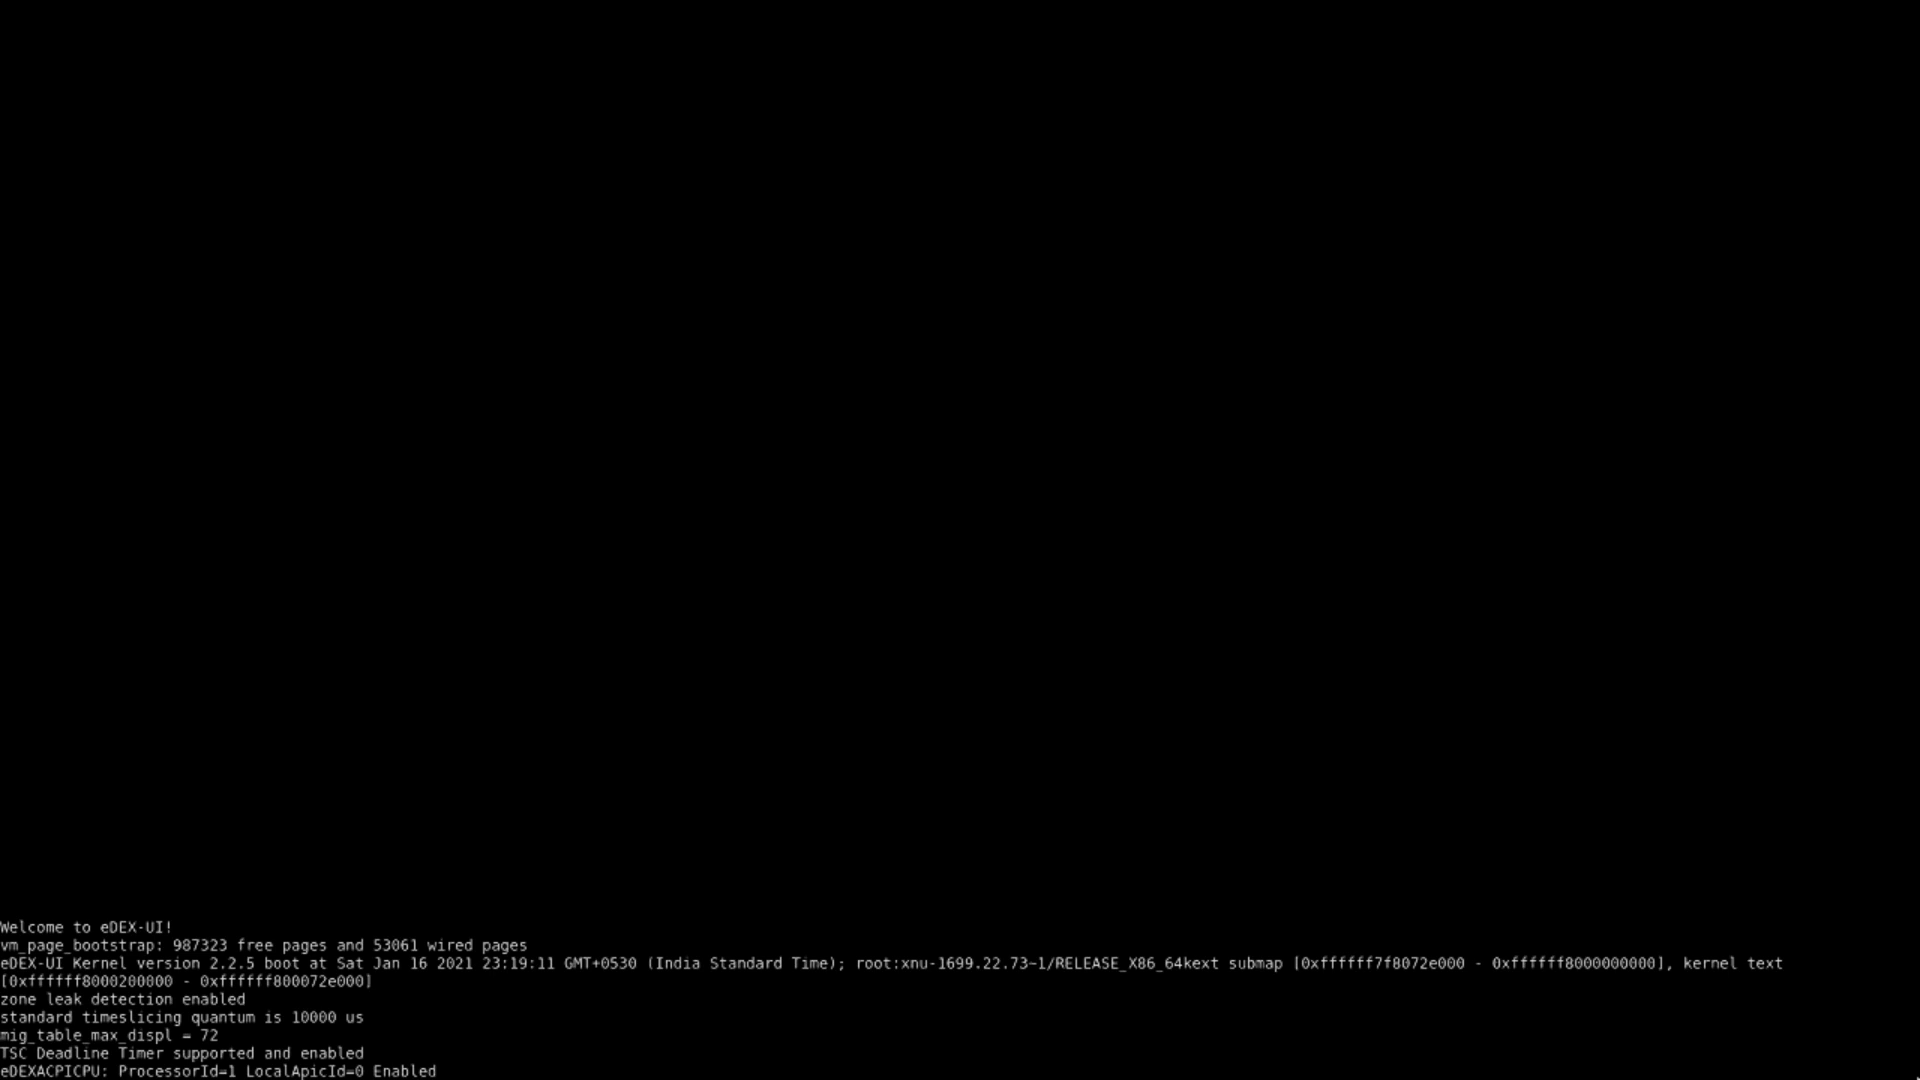 Welcome to eDEX-UI!
vm_page_bootstrap: 987323 free pages and 53061 wired pages
eDEX-UI Kernel version 2.2.5 boot at Sat Jan 16 2021 23:19:11 GMT+0530 (India Standard Time); root:xnu-1699.22.73~1/RELEASE_X86_64kext submap [0xffffff7f8072e000 - 0xffffff8000000000], kernel text
[0xffffff8000200000 - 0xffffff800072e000]
zone leak detection enabled
standard timeslicing quantum is 10000 us
mig_table_max_displ = 72
TSC Deadline Timer supported and enabled
eDEXACPICPU: ProcessorId=1 LocalApicId=0 Enabled